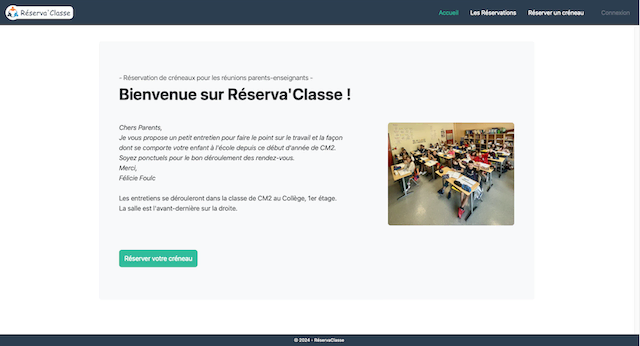 Réserva'Classe
Accueil
Les Réservations
Réserver un créneau
Connexion
- Réservation de créneaux pour les réunions parents-enseignants -
Bienvenue sur Réserva'Classe !
Chers Parents,
Je vous propose un petit entretien pour faire le point sur le travail et la façon
dont se comporte votre enfant à l'école depuis ce début d'année de CM2.
Soyez ponctuels pour le bon déroulement des rendez-vous.
Merci,
Félicie Foulc
Les entretiens se dérouleront dans la classe de CM2 au Collège, 1er étage.
La salle est l'avant-dernière sur la droite.
Réserver votre créneau
© 2024 - RéservaClasse